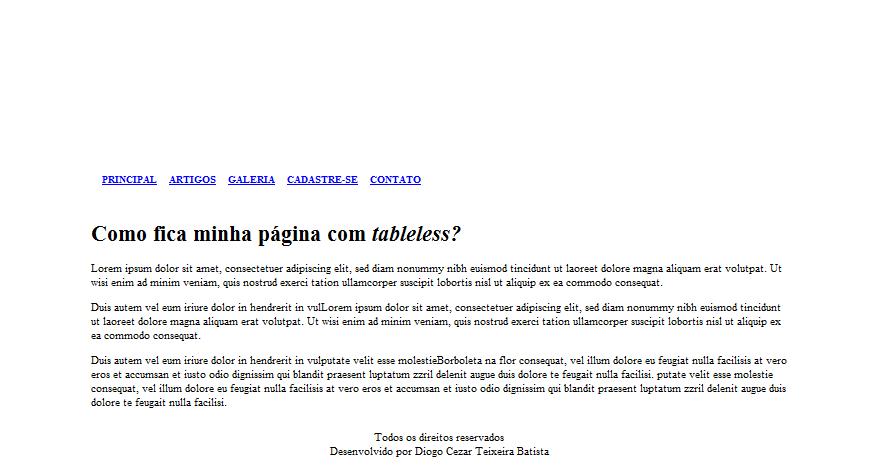 PRINCIPAL ARTIGOS GALERIA CADASTRE-SE CONTATO
Como fica minha página com tableless?
Lorem ipsum dolor sit amet, consectetuer adipiscing elit, sed diam nonummy nibh euismod tincidunt ut laoreet dolore magna aliquam erat volutpat. Ut
wisi enim ad minim veniam, quis nostrud exerci tation ullamcorper suscipit lobortis nisl ut aliquip ex ea commodo consequat.
Duis autem vel eum iriure dolor in hendrerit in vulLorem ipsum dolor sit amet, consectetuer adipiscing elit, sed diam nonummy nibh euismod tincidunt
ut laoreet dolore magna aliquam erat volutpat. Ut wisi enim ad minim veniam, quis nostrud exerci tation ullamcorper suscipit lobortis nisl ut aliquip ex
ea commodo consequat.
Duis autem vel eum iriure dolor in hendrerit in vulputate velit esse molestieBorboleta na flor consequat, vel illum dolore eu feugiat nulla facilisis at vero
eros et accumsan et iusto odio dignissim qui blandit praesent luptatum zzril delenit augue duis dolore te feugait nulla facilisi. putate velit esse molestie
consequat, vel illum dolore eu feugiat nulla facilisis at vero eros et accumsan et iusto odio dignissim qui blandit praesent luptatum zzril delenit augue duis
dolore te feugait nulla facilisi.
Todos os direitos reservados
Desenvolvido por Diogo Cezar Teixeira Batista